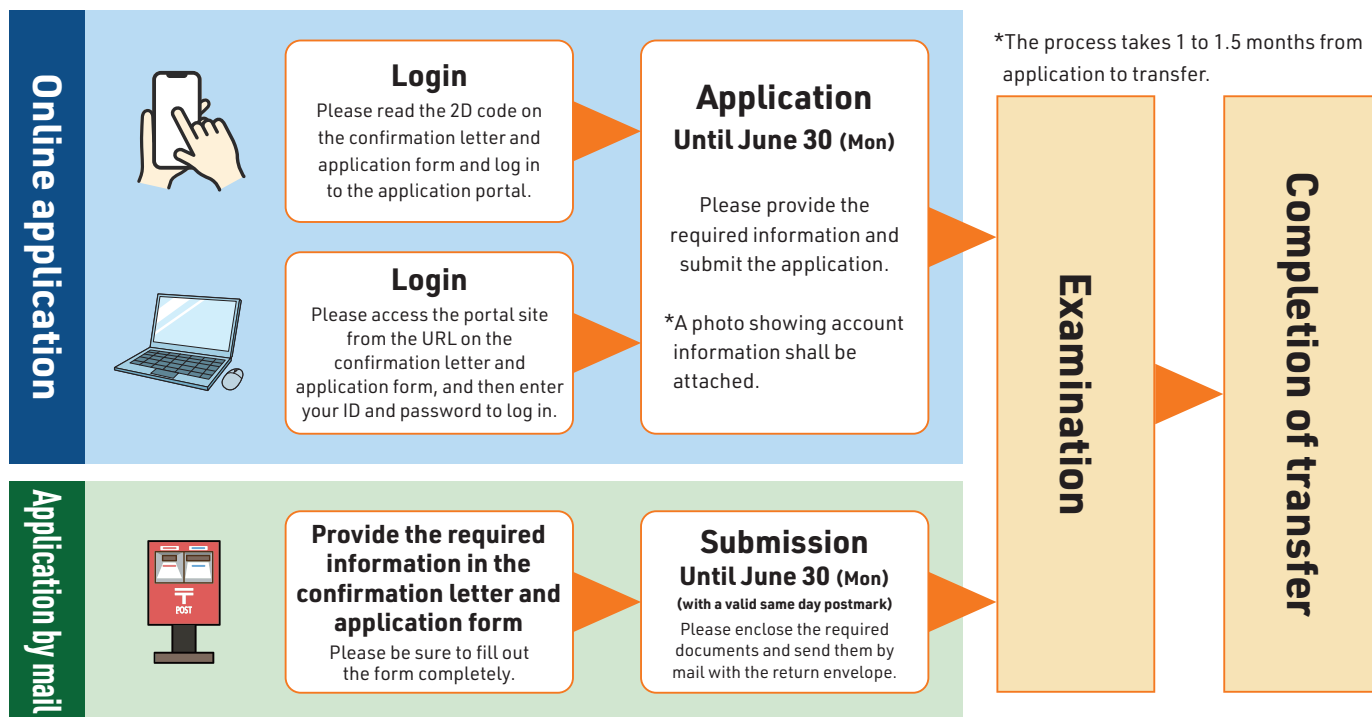 Online application
Login
Please read the 2D code on
the confirmation letter and
application form and log in
to the application portal.
Login
Please access the portal site
from the URL on the
confirmation letter and
application form, and then enter
your ID and password to log in.
Application
Until June 30 (Mon)
Please provide the
required information and
submit the application.
*A photo showing account
information shall be
attached.
Application by mail
〒
POST
Provide the required
information in the
confirmation letter and
application form
Please be sure to fill out
the form completely.
Submission
Until June 30 (Mon)
(with a valid same day postmark)
Please enclose the required
documents and send them by
mail with the return envelope.
*The process takes 1 to 1.5 months from
application to transfer.
Examination
Completion of transfer